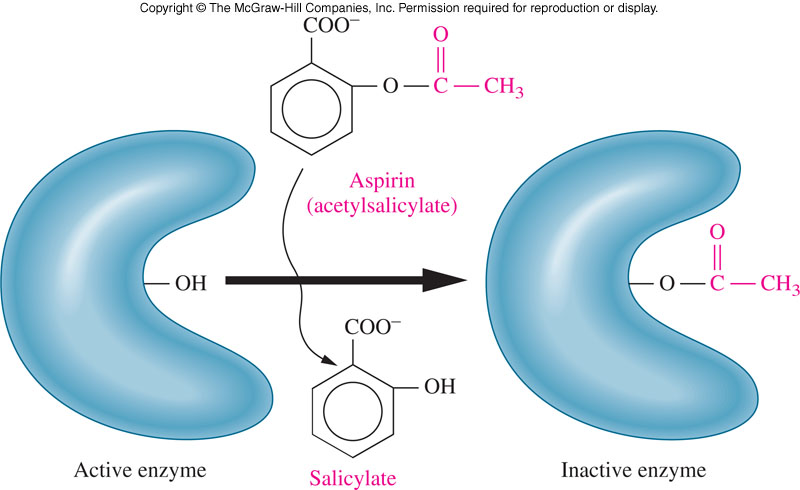 Copyright © The McGraw-Hill Companies, Inc. Permission required for reproduction or display.
COO⁻
O
O
C
CH₃
Aspirin
(acetylsalicylate)
OH
O
O
C
CH₃
COO⁻
OH
Active enzyme
Salicylate
Inactive enzyme